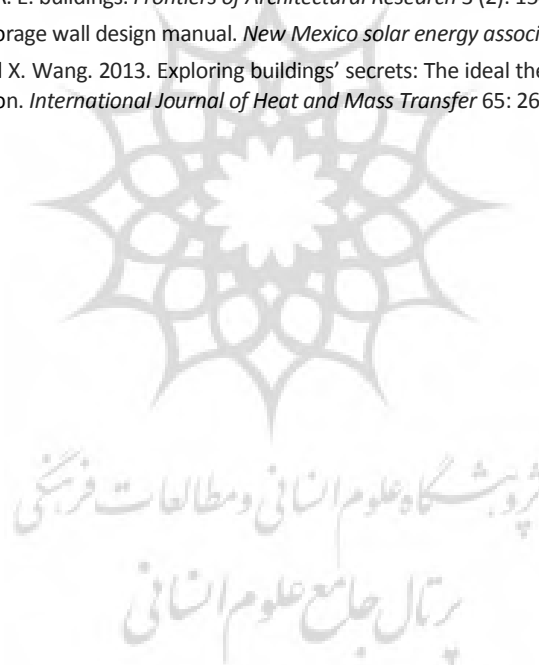 E. buildings. Frontiers of Architectural Research 3 (2):
orage wall design manual. New Mexico solar energy associ
X. Wang. 2013. Exploring buildings' secrets: The ideal the
on. International Journal of Heat and Mass Transfer 65: 26
پژوهشگاه علوم انسانی و مطالعات فرهنگی
پرتال جامع علوم انسانی